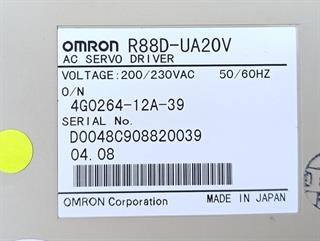 OMRON R88D-UA20V
AC SERVO DRIVER
VOLTAGE:200/230VAC 50/60HZ
O/N
4G0264-12A-39
SERIAL No.
D0048C908820039
04.08
OMRON Corporation MADE IN JAPAN